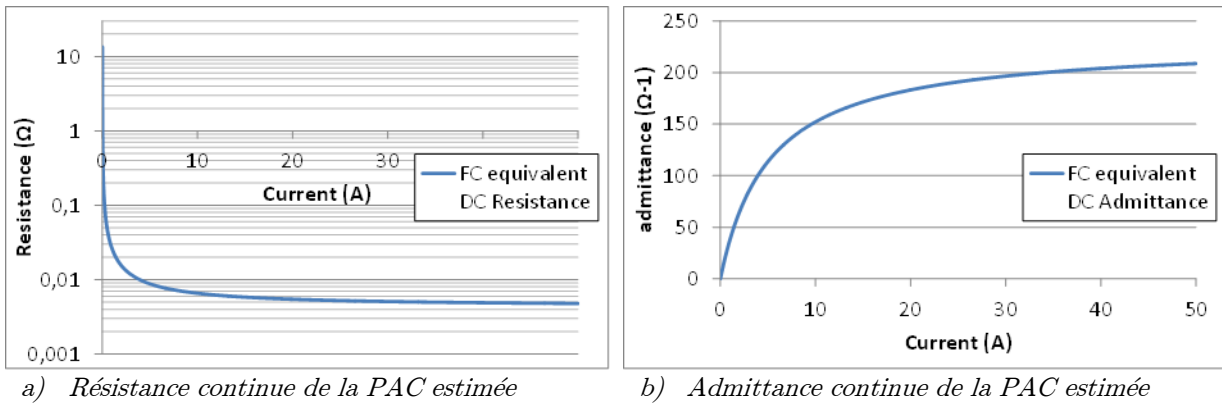 Resistance (Ω)
10
1
0,1
0,01
0,001
0 10 20 30
Current (A)
FC equivalent
DC Resistance
admittance (Ω-1)
250
200
150
100
50
0
0 10 20 30 40 50
Current (A)
FC equivalent
DC Admittance
a) Résistance continue de la PAC estimée
b) Admittance continue de la PAC estimée